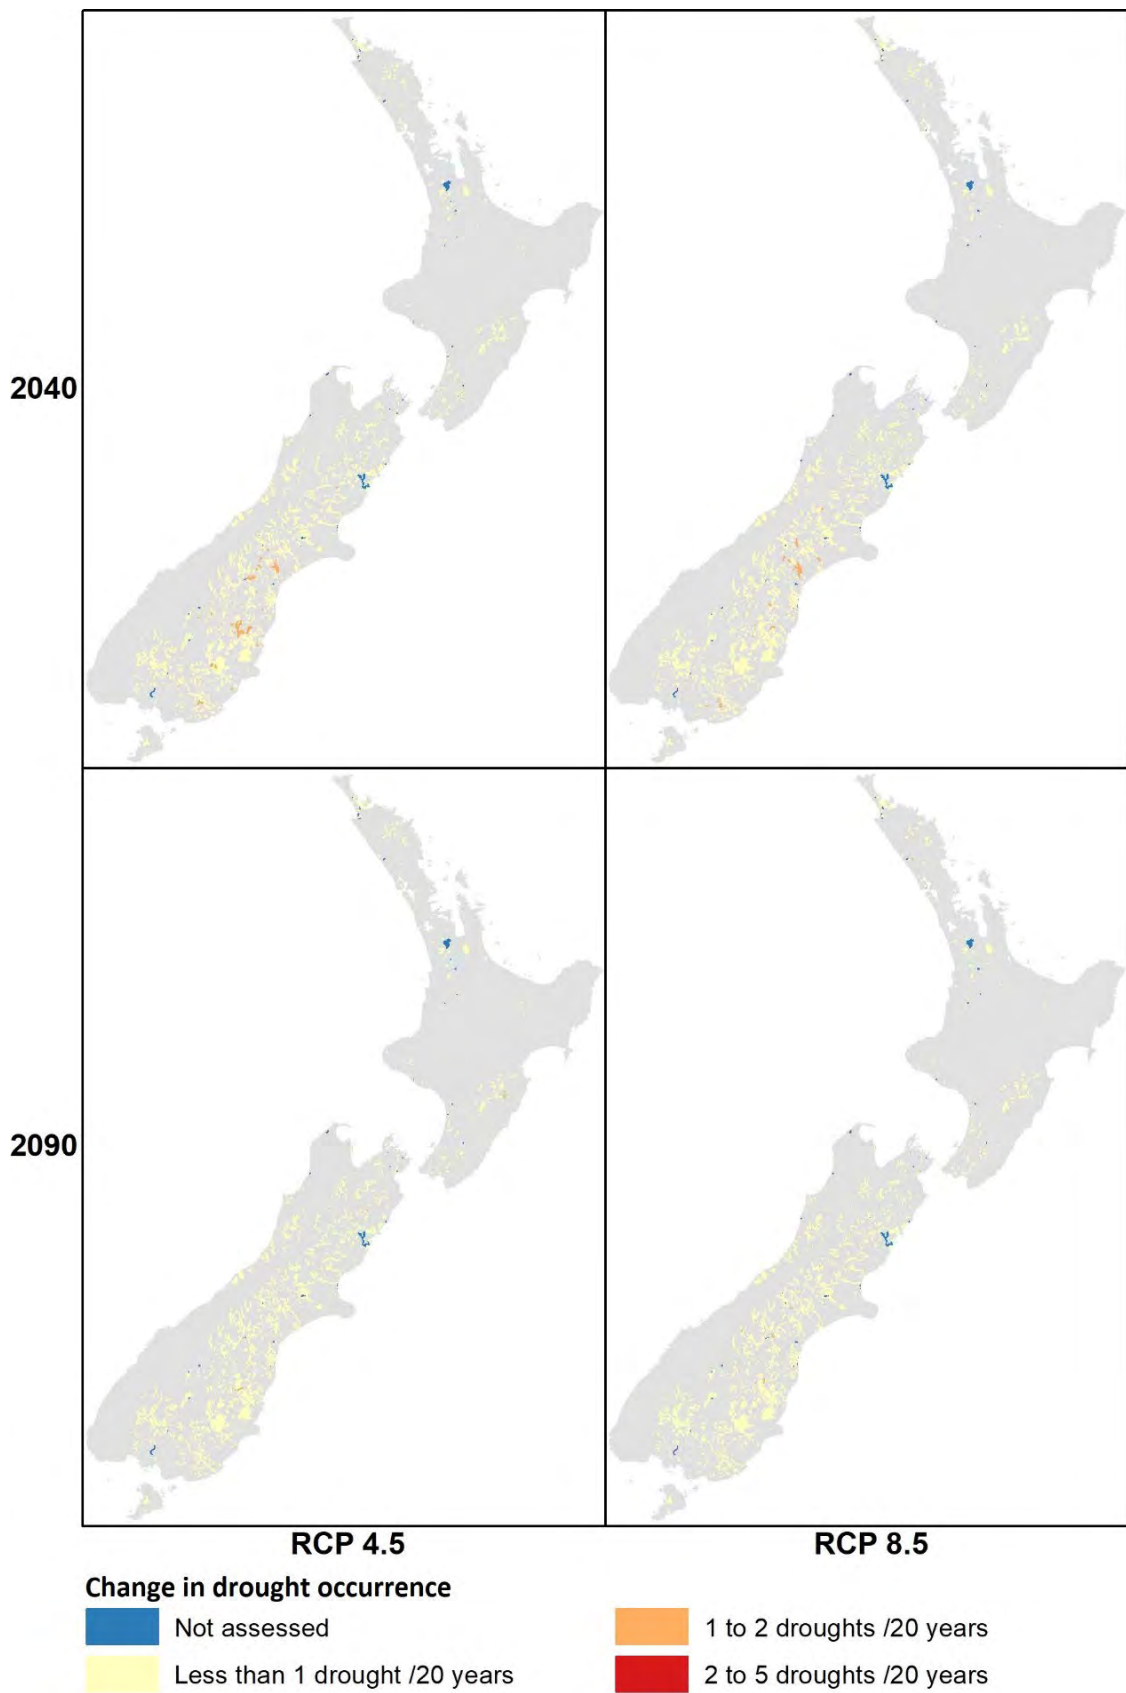 2040
2090
RCP 4.5
RCP 8.5
Change in drought occurrence
Not assessed
1 to 2 droughts /20 years
Less than 1 drought /20 years
2 to 5 droughts /20 years